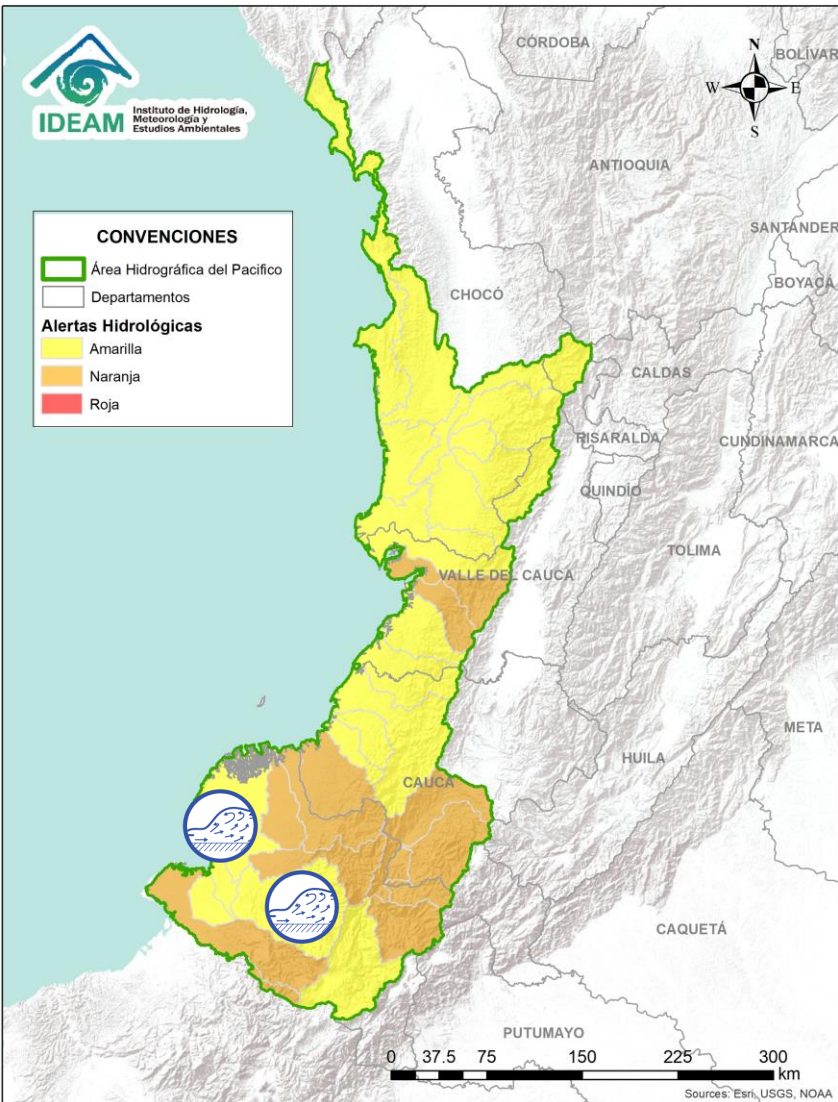 IDEAM
Instituto de Hidrología,
Meteorología y
Estudios Ambientales
CÓRDOBA
BOLÍVAR
N
W
E
S
ANTIOQUIA
SANTANDER
BOYACÁ
CONVENCIONES
Área Hidrográfica del Pacifico
Departamentos
Alertas Hidrológicas
Amarilla
Naranja
Roja
CHOCÓ
CALDAS
RISARALDA
CUNDINAMARCA
QUINDÍO
TOLIMA
VALLE DEL CAUCA
META
HUILA
CAUCA
CAQUETÁ
PUTUMAYO
0 37.5 75 150 225 300
km
Sources: Esri, USGS, NOAA